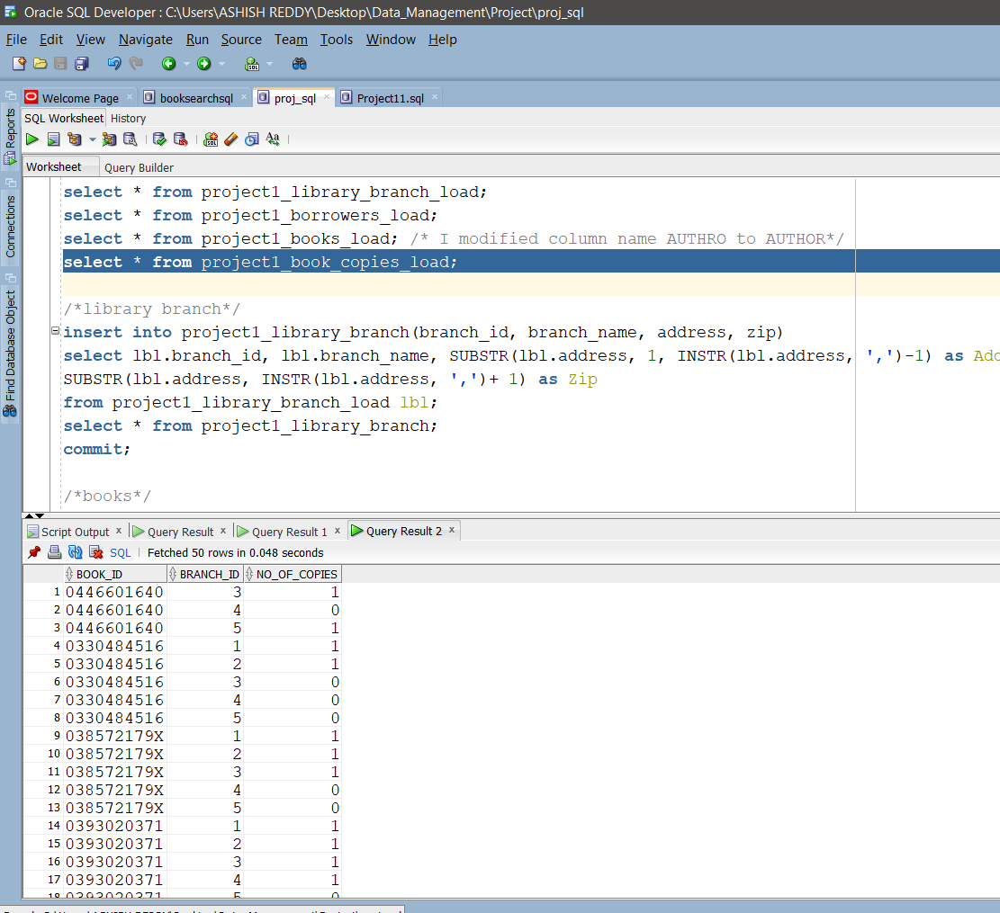 Oracle SQL Developer : C:\Users\ASHISH REDDY\Desktop\Data_Management\Project\proj_sql
File Edit View Navigate Run Source Team Tools Window Help
Welcome Page × booksearchsql × proj_sql × Project11.sql ×
SQL Worksheet History
Worksheet Query Builder
Reports
Connections
Find Database Object
select * from project1_library_branch_load;
select * from project1_borrowers_load;
select * from project1_books_load; /* I modified column name AUTHRO to AUTHOR*/
select * from project1_book_copies_load;
/*library branch*/
insert into project1_library_branch(branch_id, branch_name, address, zip)
select lbl.branch_id, lbl.branch_name, SUBSTR(lbl.address, 1, INSTR(lbl.address, ',')-1) as
SUBSTR(lbl.address, INSTR(lbl.address, ',')+ 1) as Zip
from project1_library_branch_load lbl;
select * from project1_library_branch;
commit;
/*books*/
Script Output × Query Result × Query Result 1 × Query Result 2 ×
SQL | Fetched 50 rows in 0.048 seconds
BOOK_ID BRANCH_ID NO_OF_COPIES
1 0446601640 3 1
2 0446601640 4 0
3 0446601640 5 1
4 0330484516 1 1
5 0330484516 2 1
6 0330484516 3 0
7 0330484516 4 0
8 0330484516 5 0
9 038572179X 1 1
10 038572179X 2 1
11 038572179X 3 1
12 038572179X 4 0
13 038572179X 5 0
14 0393020371 1 1
15 0393020371 2 1
16 0393020371 3 1
17 0393020371 4 1
18 0393020371 5 0